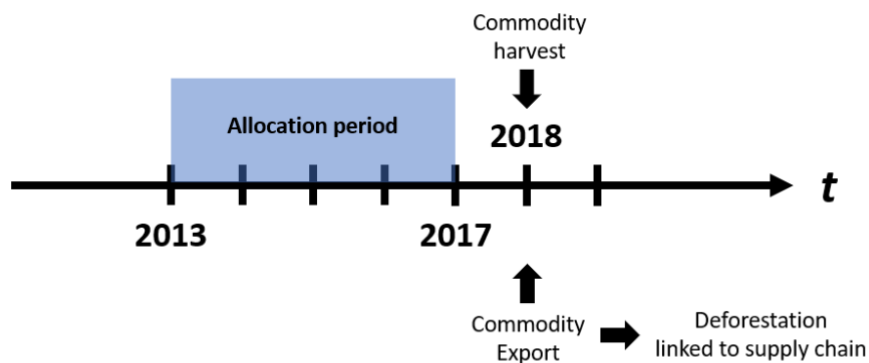 Commodity
harvest
Allocation period
2018
t
2013
2017
Commodity
Export
Deforestation
linked to supply chain